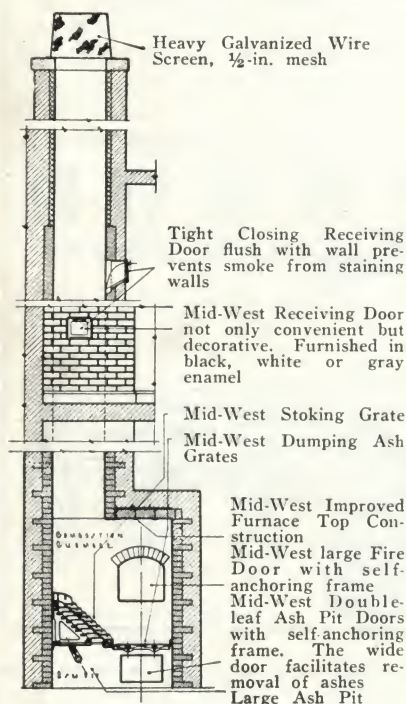 Heavy Galvanized Wire
Screen, ½-in. mesh
Tight Closing Receiving
Door flush with wall pre-
vents smoke from staining
walls
Mid-West Receiving Door
not only convenient but
decorative. Furnished in
black, white or gray
enamel
Mid-West Stoking Grate
Mid-West Dumping Ash
Grates
Mid-West Improved
Furnace Top Con-
struction
Mid-West large Fire
Door with self-
anchoring frame
Mid-West Double-
leaf Ash Pit Doors
with self-anchoring
frame. The wide
door facilitates re-
moval of ashes
Large Ash Pit
COMBUSTION